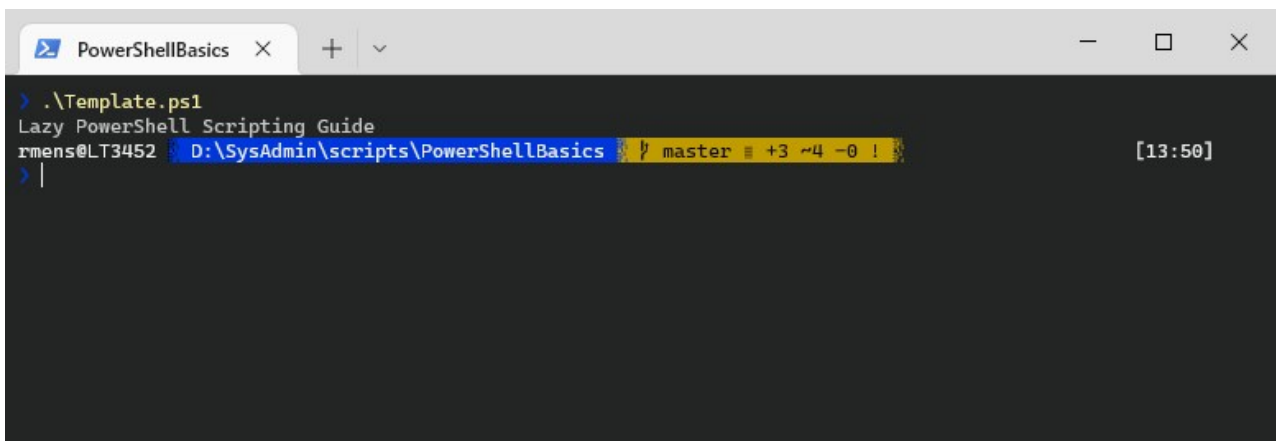 PowerShellBasics
❯ .\Template.ps1
Lazy PowerShell Scripting Guide
rmens@LT3452 D:\SysAdmin\scripts\PowerShellBasics master ≡ +3 ~4 -0 ! [13:50]
❯